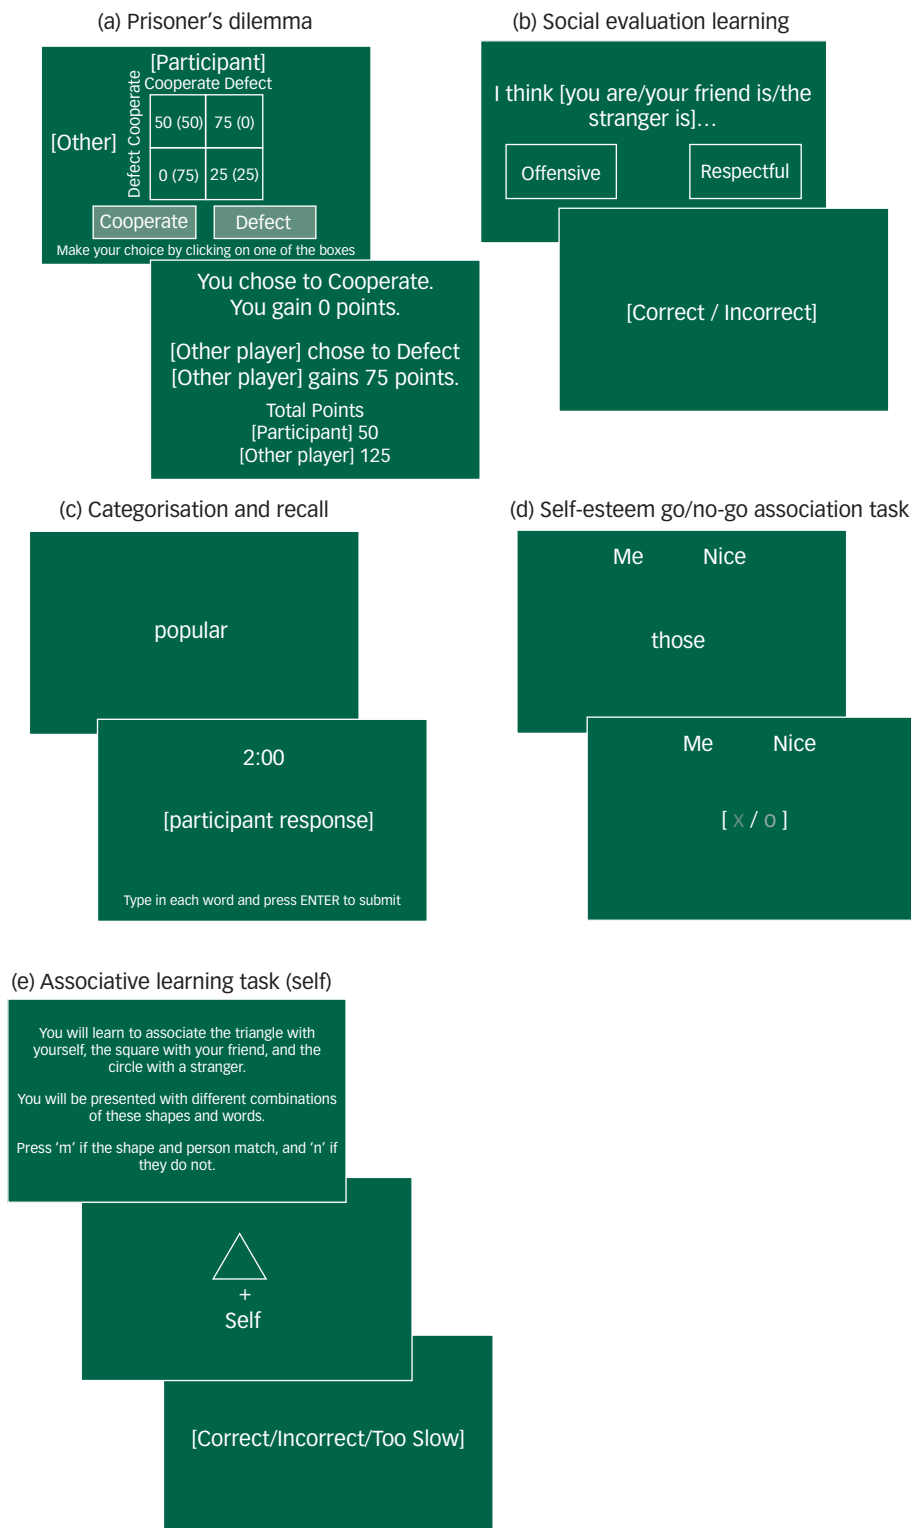 (a) Prisoner's dilemma
[Participant]
Cooperate Defect
[Other]
Defect Cooperate
50 (50) 75 (0)
0 (75) 25 (25)
Cooperate Defect
Make your choice by clicking on one of the boxes
You chose to Cooperate.
You gain 0 points.
[Other player] chose to Defect
[Other player] gains 75 points.
Total Points
[Participant] 50
[Other player] 125
(b) Social evaluation learning
I think [you are/your friend is/the
stranger is]…
Offensive Respectful
[Correct / Incorrect]
(c) Categorisation and recall
popular
2:00
[participant response]
Type in each word and press ENTER to submit
(d) Self-esteem go/no-go association task
Me Nice
those
Me Nice
[ x / o ]
(e) Associative learning task (self)
You will learn to associate the triangle with
yourself, the square with your friend, and the
circle with a stranger.
You will be presented with different combinations
of these shapes and words.
Press 'm' if the shape and person match, and 'n' if
they do not.
+
Self
[Correct/Incorrect/Too Slow]